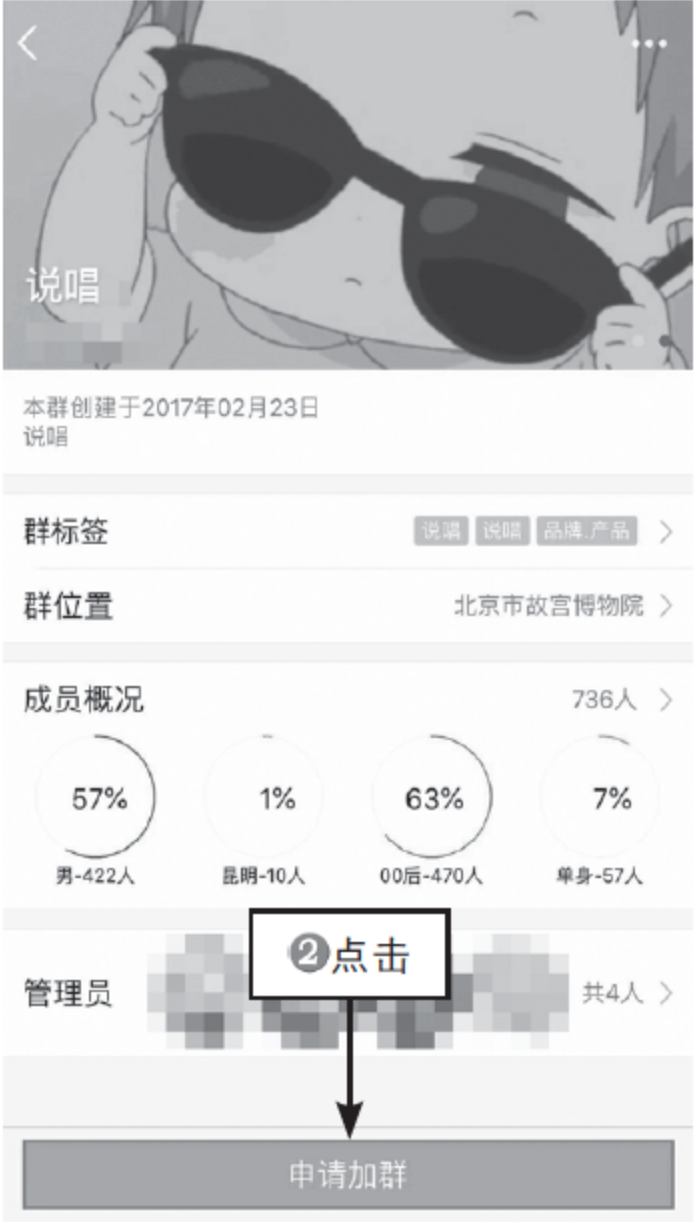 说唱
本群创建于2017年02月23日
说唱
群标签 说唱 说唱 品牌.产品
群位置 北京市故宫博物院
成员概况 736人
57% 1% 63% 7%
男-422人 昆明-10人 00后-470人 单身-57人
❷点击
管理员 共4人
申请加群